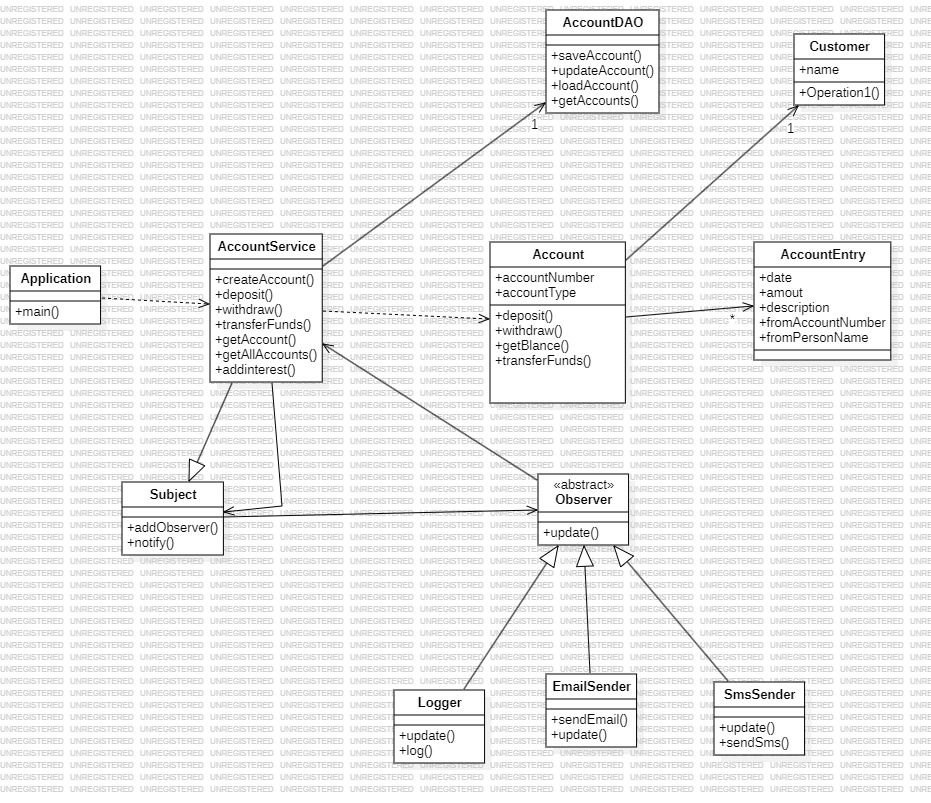 AccountDAO
+saveAccount()
+updateAccount()
+loadAccount()
+getAccounts()
1
Customer
+name
+Operation1()
1
Application
+main()
AccountService
+createAccount()
+deposit()
+withdraw()
+transferFunds()
+getAccount()
+getAllAccounts()
+addinterest()
Account
+accountNumber
+accountType
+deposit()
+withdraw()
+getBlance()
+transferFunds()
AccountEntry
+date
+amout
+description
+fromAccountNumber
+fromPersonName
*
Subject
+addObserver()
+notify()
«abstract»
Observer
+update()
Logger
+update()
+log()
EmailSender
+sendEmail()
+update()
SmsSender
+update()
+sendSms()
UNREGISTERED